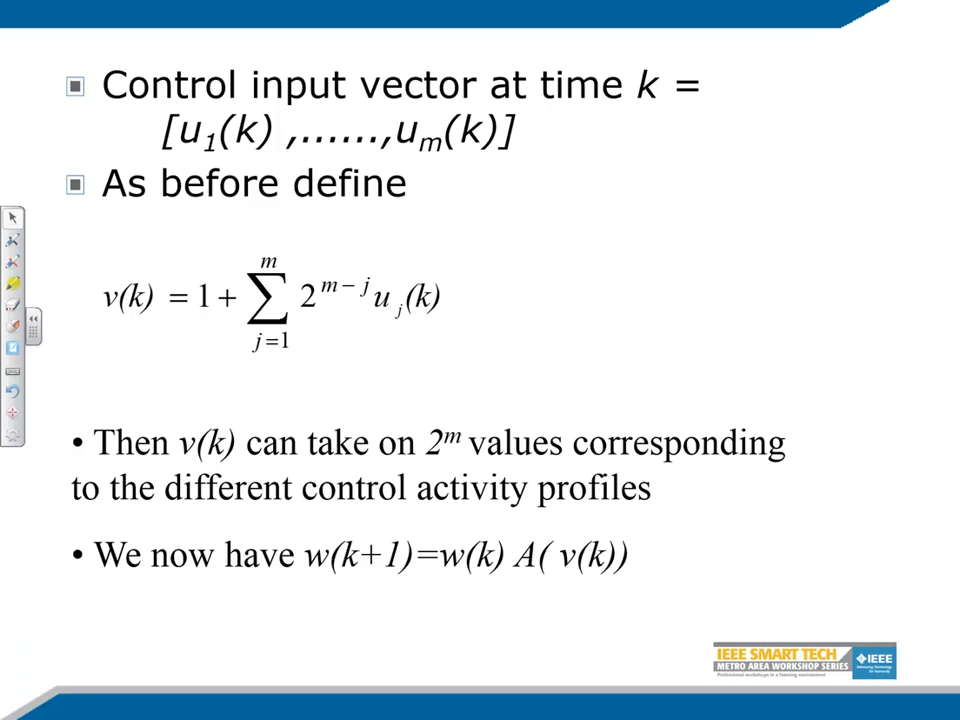 Control input vector at time k =
[u1(k) ,......,um(k)]
As before define
m
v(k) = 1 + ∑ 2^(m – j) u_j (k)
j =1
• Then v(k) can take on 2^m values corresponding
to the different control activity profiles
• We now have w(k+1)=w(k) A( v(k))
IEEE SMART TECH
METRO AREA WORKSHOP SERIES
Professional workshops in a learning environment
IEEE
Advancing Technology
for Humanity